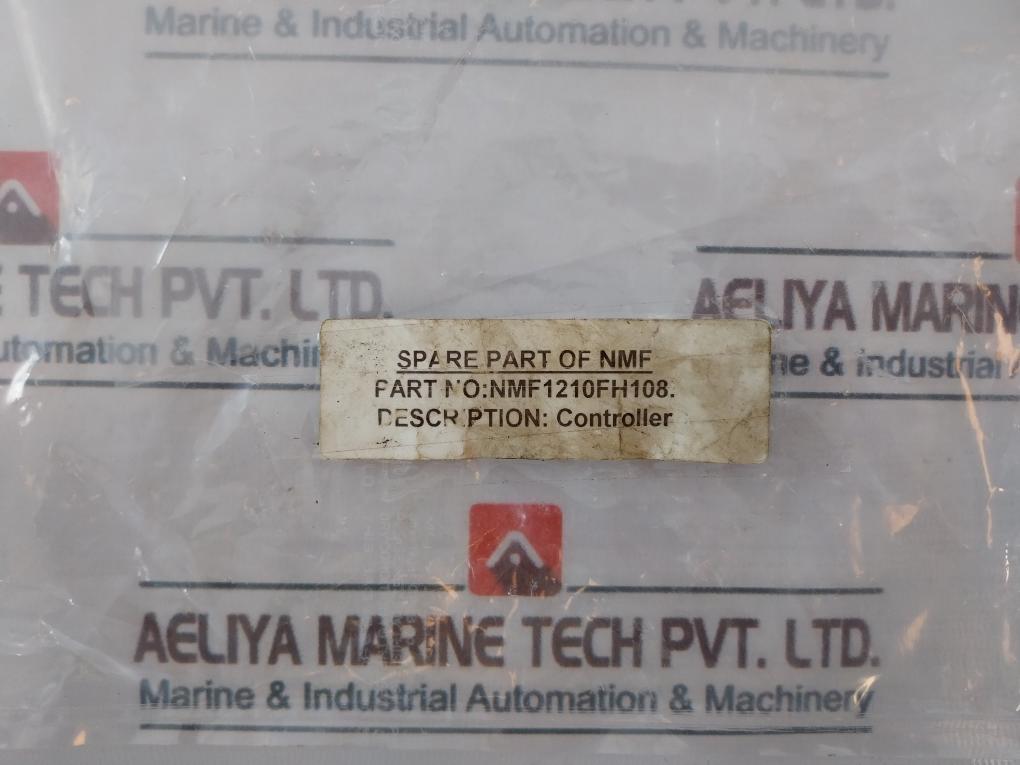 Marine & Industrial Automation & Machinery
TECH PVT. LTD.
AELIYA MARIN
utomation & Machin
ne & industrial
SPARE PART OF NMF
PART NO:NMF1210FH108.
DESCRIPTION: Controller
AELIYA MARINE TECH PVT. LTD.
Marine & Industrial Automation & Machinery